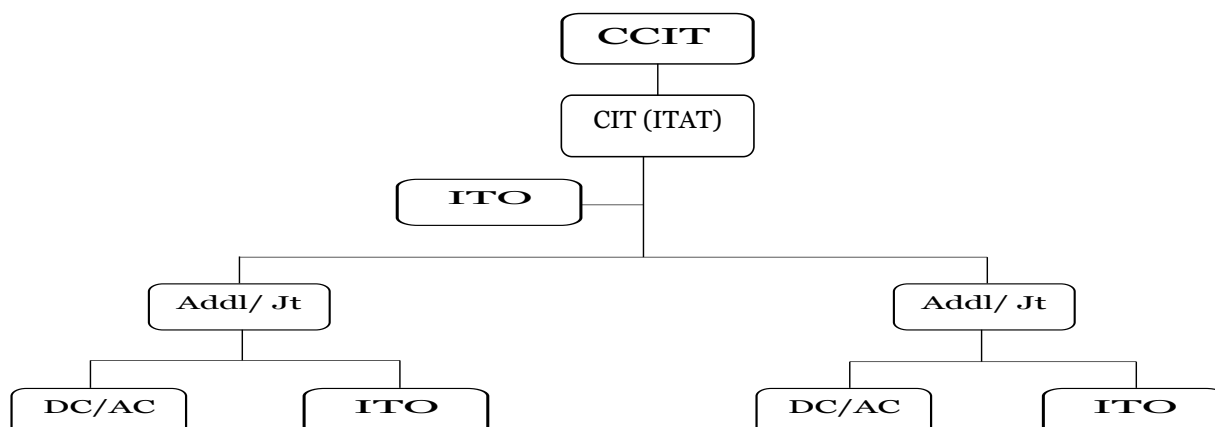 CCIT
CIT (ITAT)
ITO
Addl/ Jt
Addl/ Jt
DC/AC
ITO
DC/AC
ITO